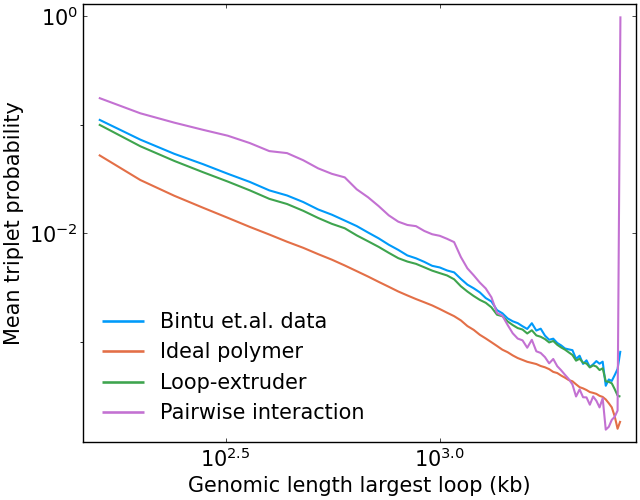 10^0
10^-2
Mean triplet probability
Bintu et.al. data
Ideal polymer
Loop-extruder
Pairwise interaction
10^2.5
10^3.0
Genomic length largest loop (kb)